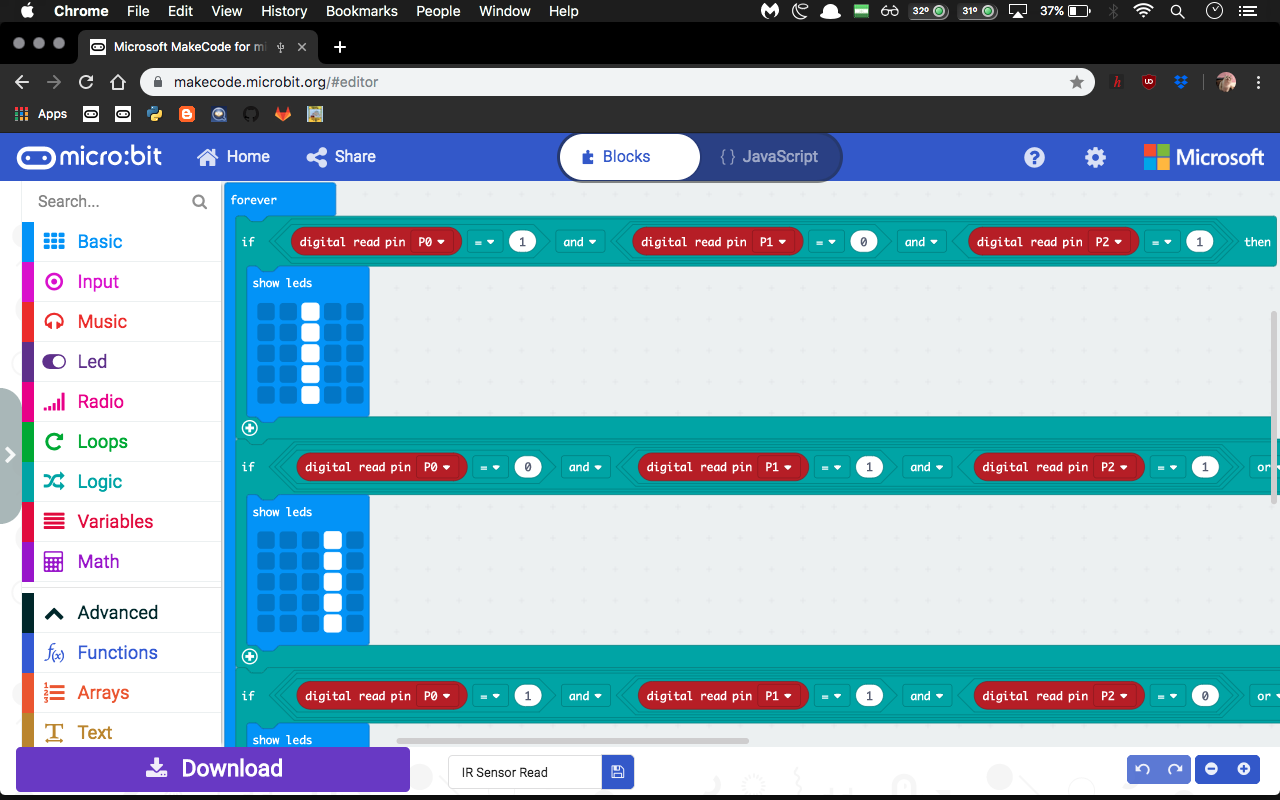 Chrome File Edit View History Bookmarks People Window Help 32º 31º 37%
Microsoft MakeCode for mi
makecode.microbit.org/#editor
Apps
micro:bit Home Share Blocks {} JavaScript Microsoft
Search...
Basic
Input
Music
Led
Radio
Loops
Logic
Variables
Math
Advanced
Functions
Arrays
Text
forever
if digital read pin P0 = 1 and digital read pin P1 = 0 and digital read pin P2 = 1 then
show leds
if digital read pin P0 = 0 and digital read pin P1 = 1 and digital read pin P2 = 1 or
show leds
if digital read pin P0 = 1 and digital read pin P1 = 1 and digital read pin P2 = 0 or
show leds
Download
IR Sensor Read